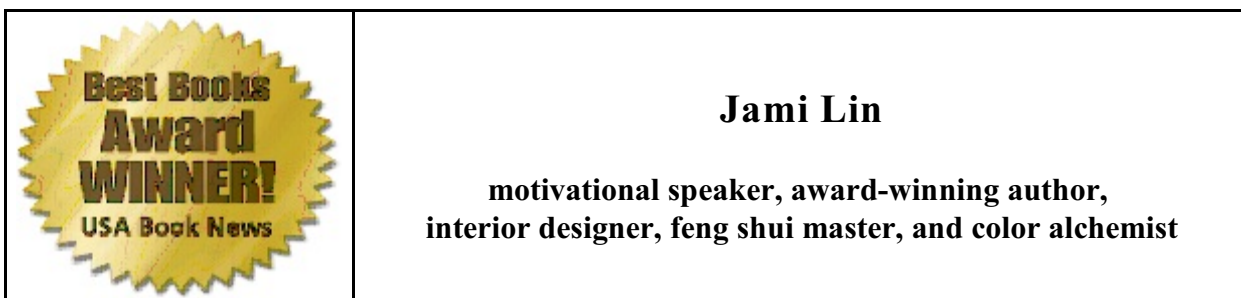 Best Books
Award
WINNER!
USA Book News
Jami Lin
motivational speaker, award-winning author,
interior designer, feng shui master, and color alchemist